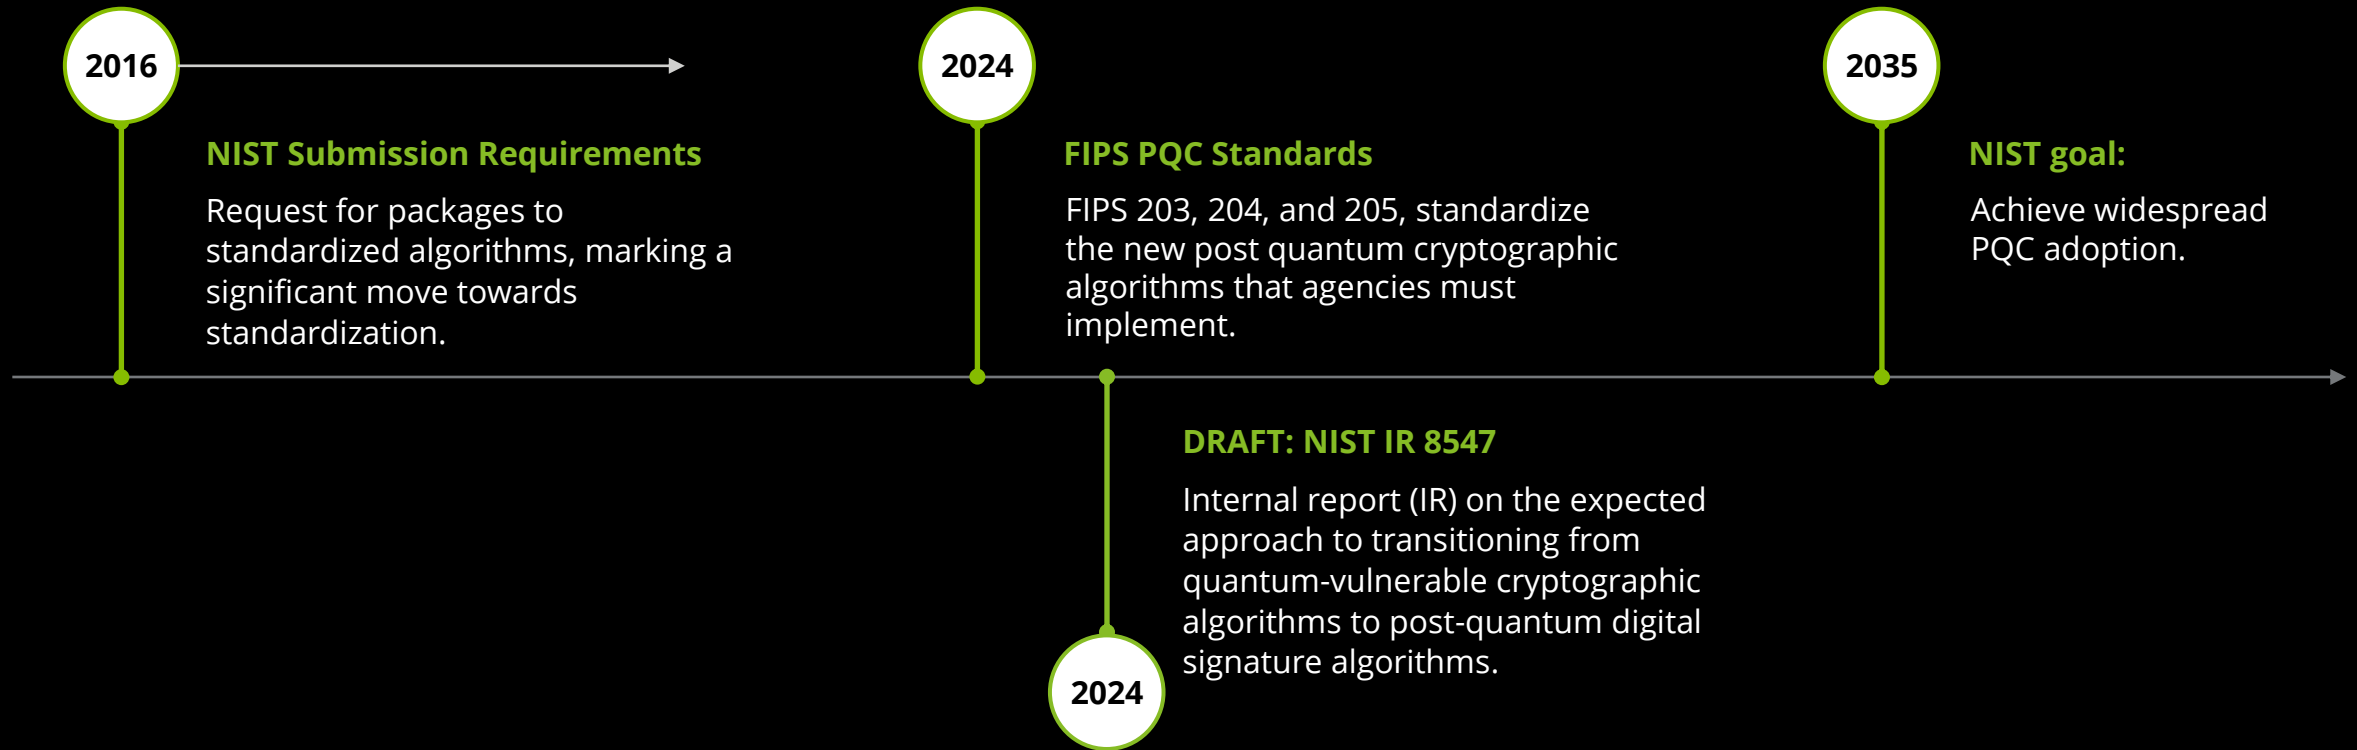 2016
NIST Submission Requirements
Request for packages to
standardized algorithms, marking a
significant move towards
standardization.
2024
FIPS PQC Standards
FIPS 203, 204, and 205, standardize
the new post quantum cryptographic
algorithms that agencies must
implement.
2035
NIST goal:
Achieve widespread
PQC adoption.
DRAFT: NIST IR 8547
Internal report (IR) on the expected
approach to transitioning from
quantum-vulnerable cryptographic
algorithms to post-quantum digital
signature algorithms.
2024